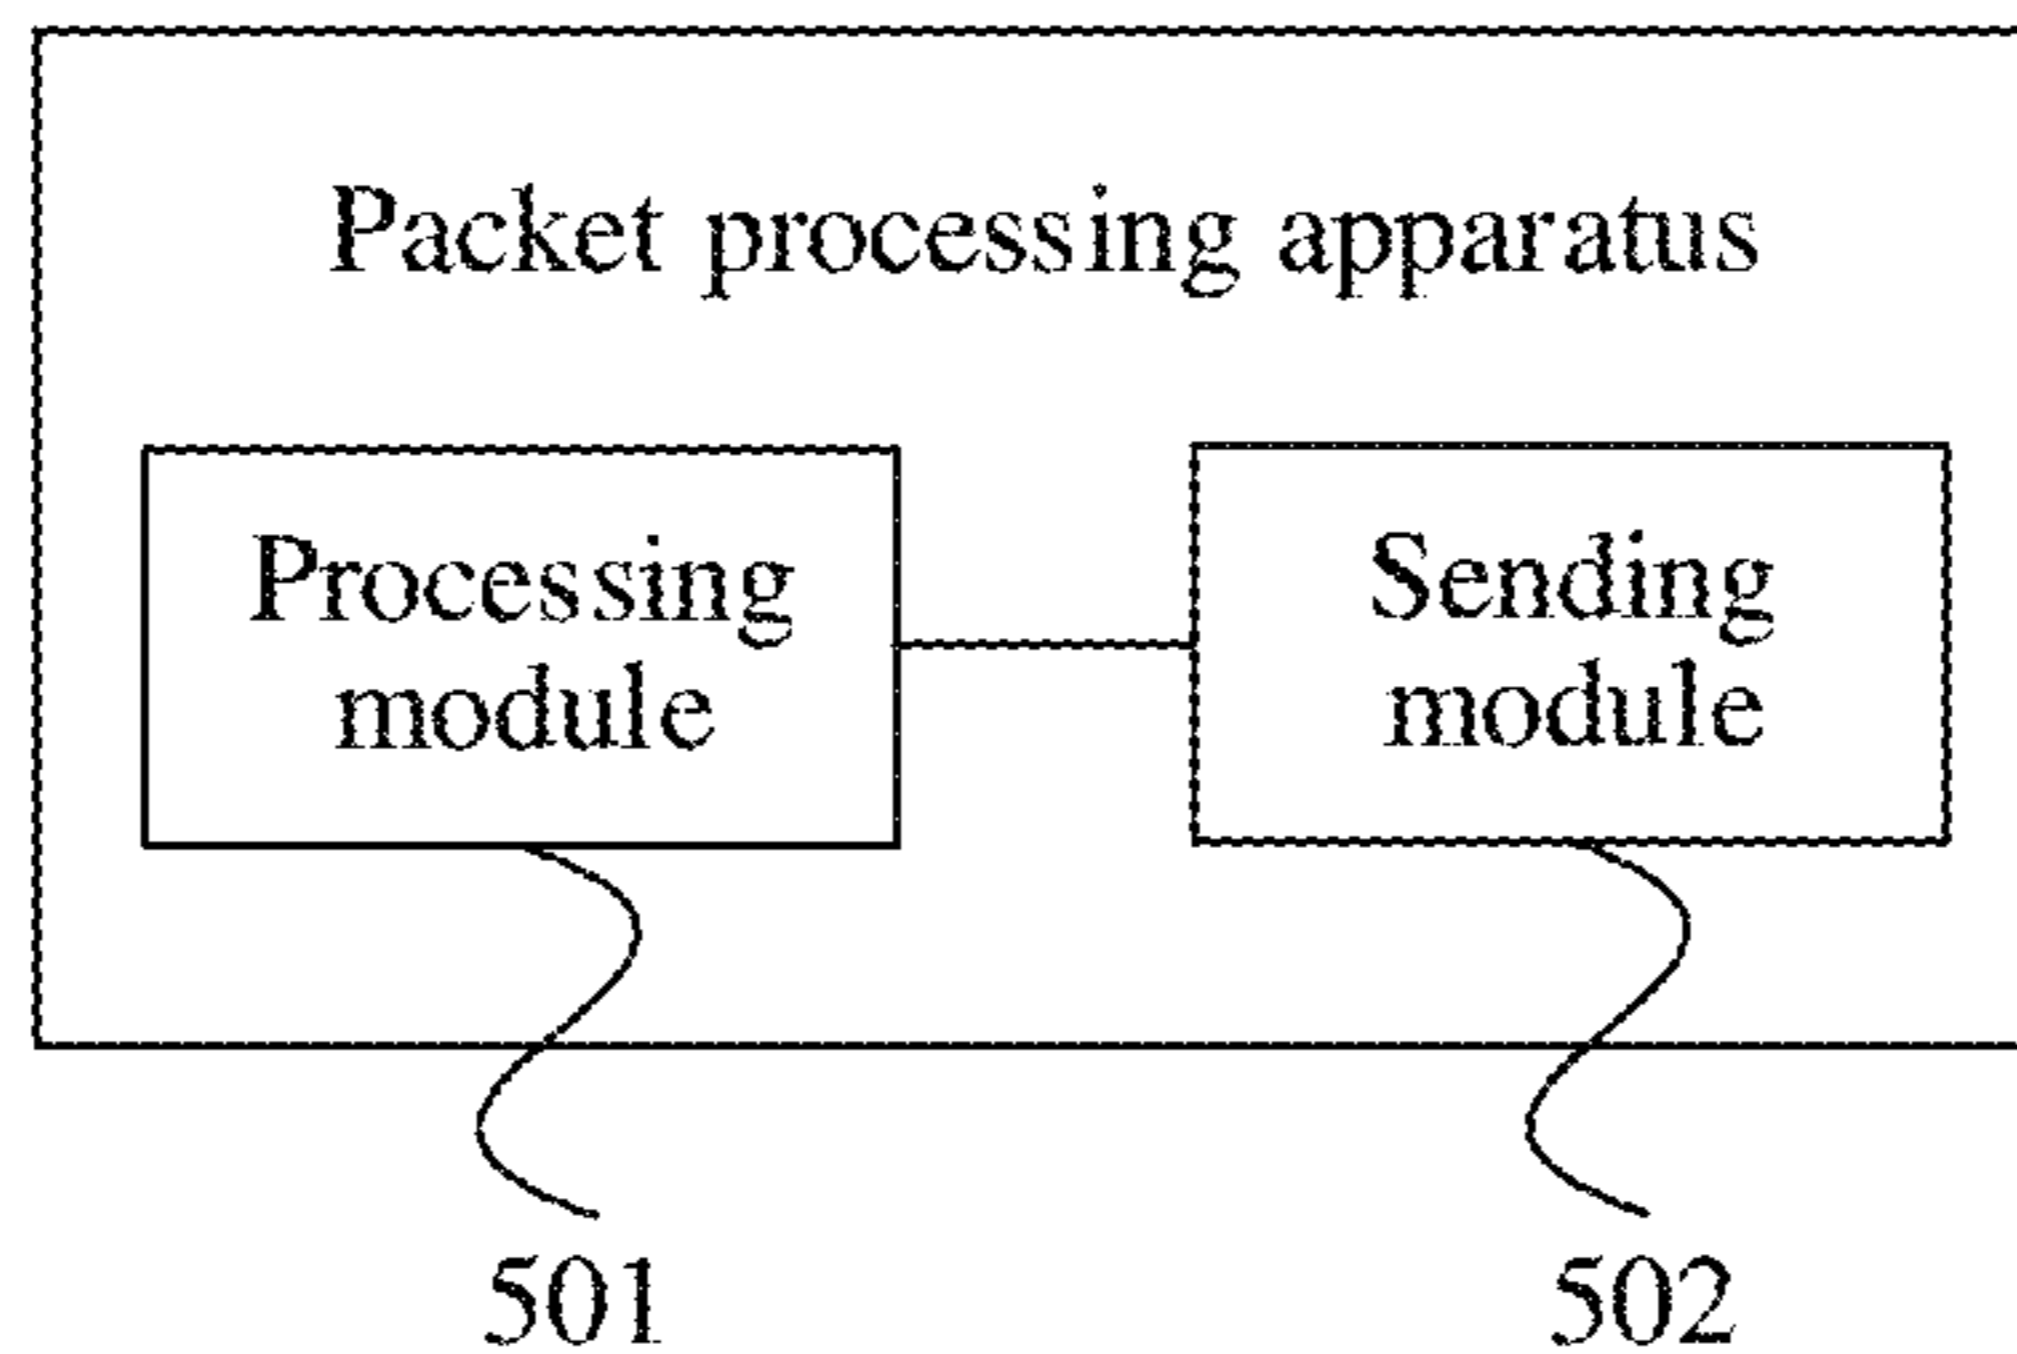 Packet processing apparatus
Processing
module
Sending
module
501
502